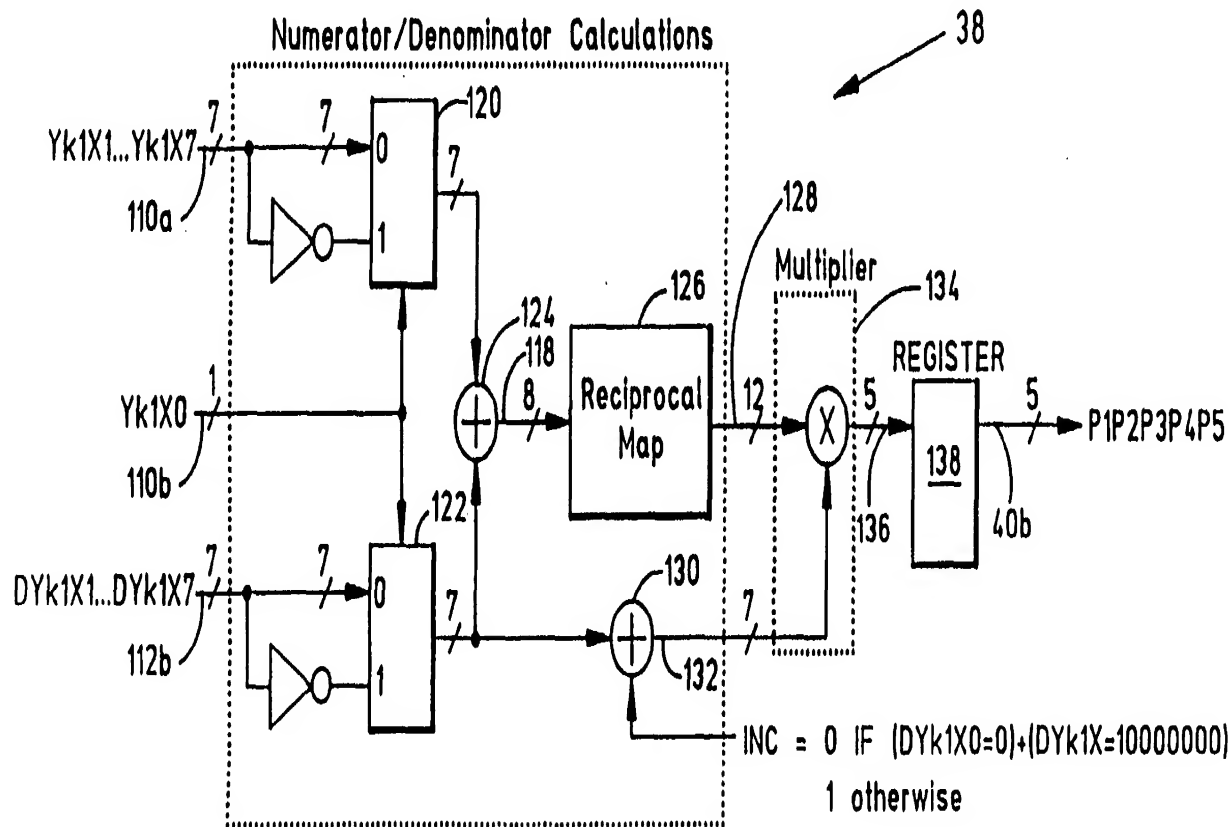 Numerator/Denominator Calculations
38
120
7
7
Yk1X1...Yk1X7
0
7
110a
1
128
Multiplier
126
134
124
118
REGISTER
1
Yk1X0
8
Reciprocal
Map
12
X
5
138
5
P1P2P3P4P5
110b
136
40b
122
7
7
130
DYk1X1...DYk1X7
0
7
7
112b
1
132
INC = 0 IF (DYk1X0=0)+(DYk1X=10000000)
1 otherwise